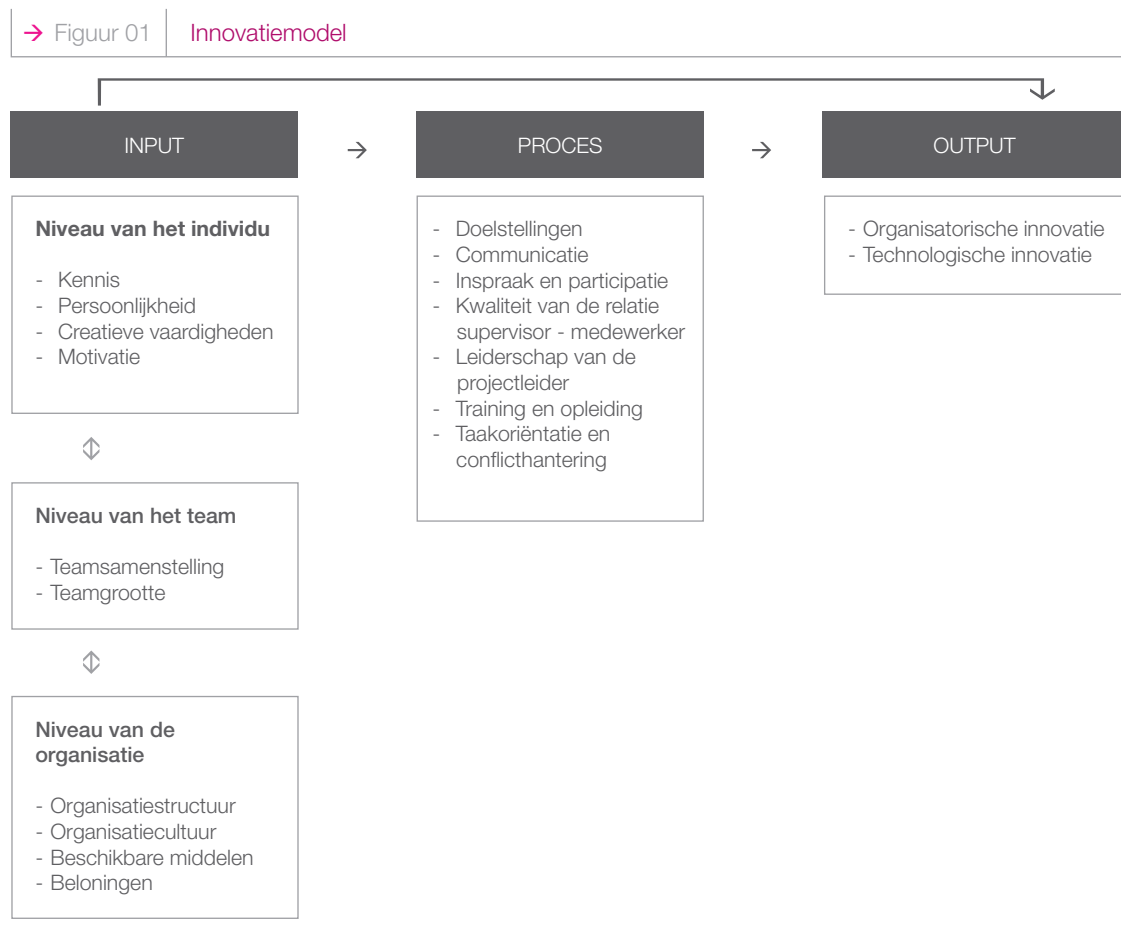 → Figuur 01 Innovatiemodel
INPUT → PROCES → OUTPUT
Niveau van het individu
- Kennis
- Persoonlijkheid
- Creatieve vaardigheden
- Motivatie
Niveau van het team
- Teamsamenstelling
- Teamgrootte
Niveau van de
organisatie
- Organisatiestructuur
- Organisatiecultuur
- Beschikbare middelen
- Beloningen
- Doelstellingen
- Communicatie
- Inspraak en participatie
- Kwaliteit van de relatie
supervisor - medewerker
- Leiderschap van de
projectleider
- Training en opleiding
- Taakoriëntatie en
conflicthantering
- Organisatorische innovatie
- Technologische innovatie